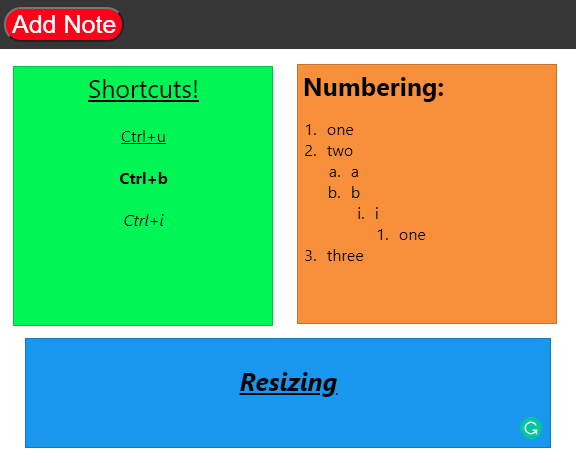 Add Note
Shortcuts!
Ctrl+u
Ctrl+b
Ctrl+i
Numbering:
1. one
2. two
a. a
b. b
i. i
1. one
3. three
Resizing